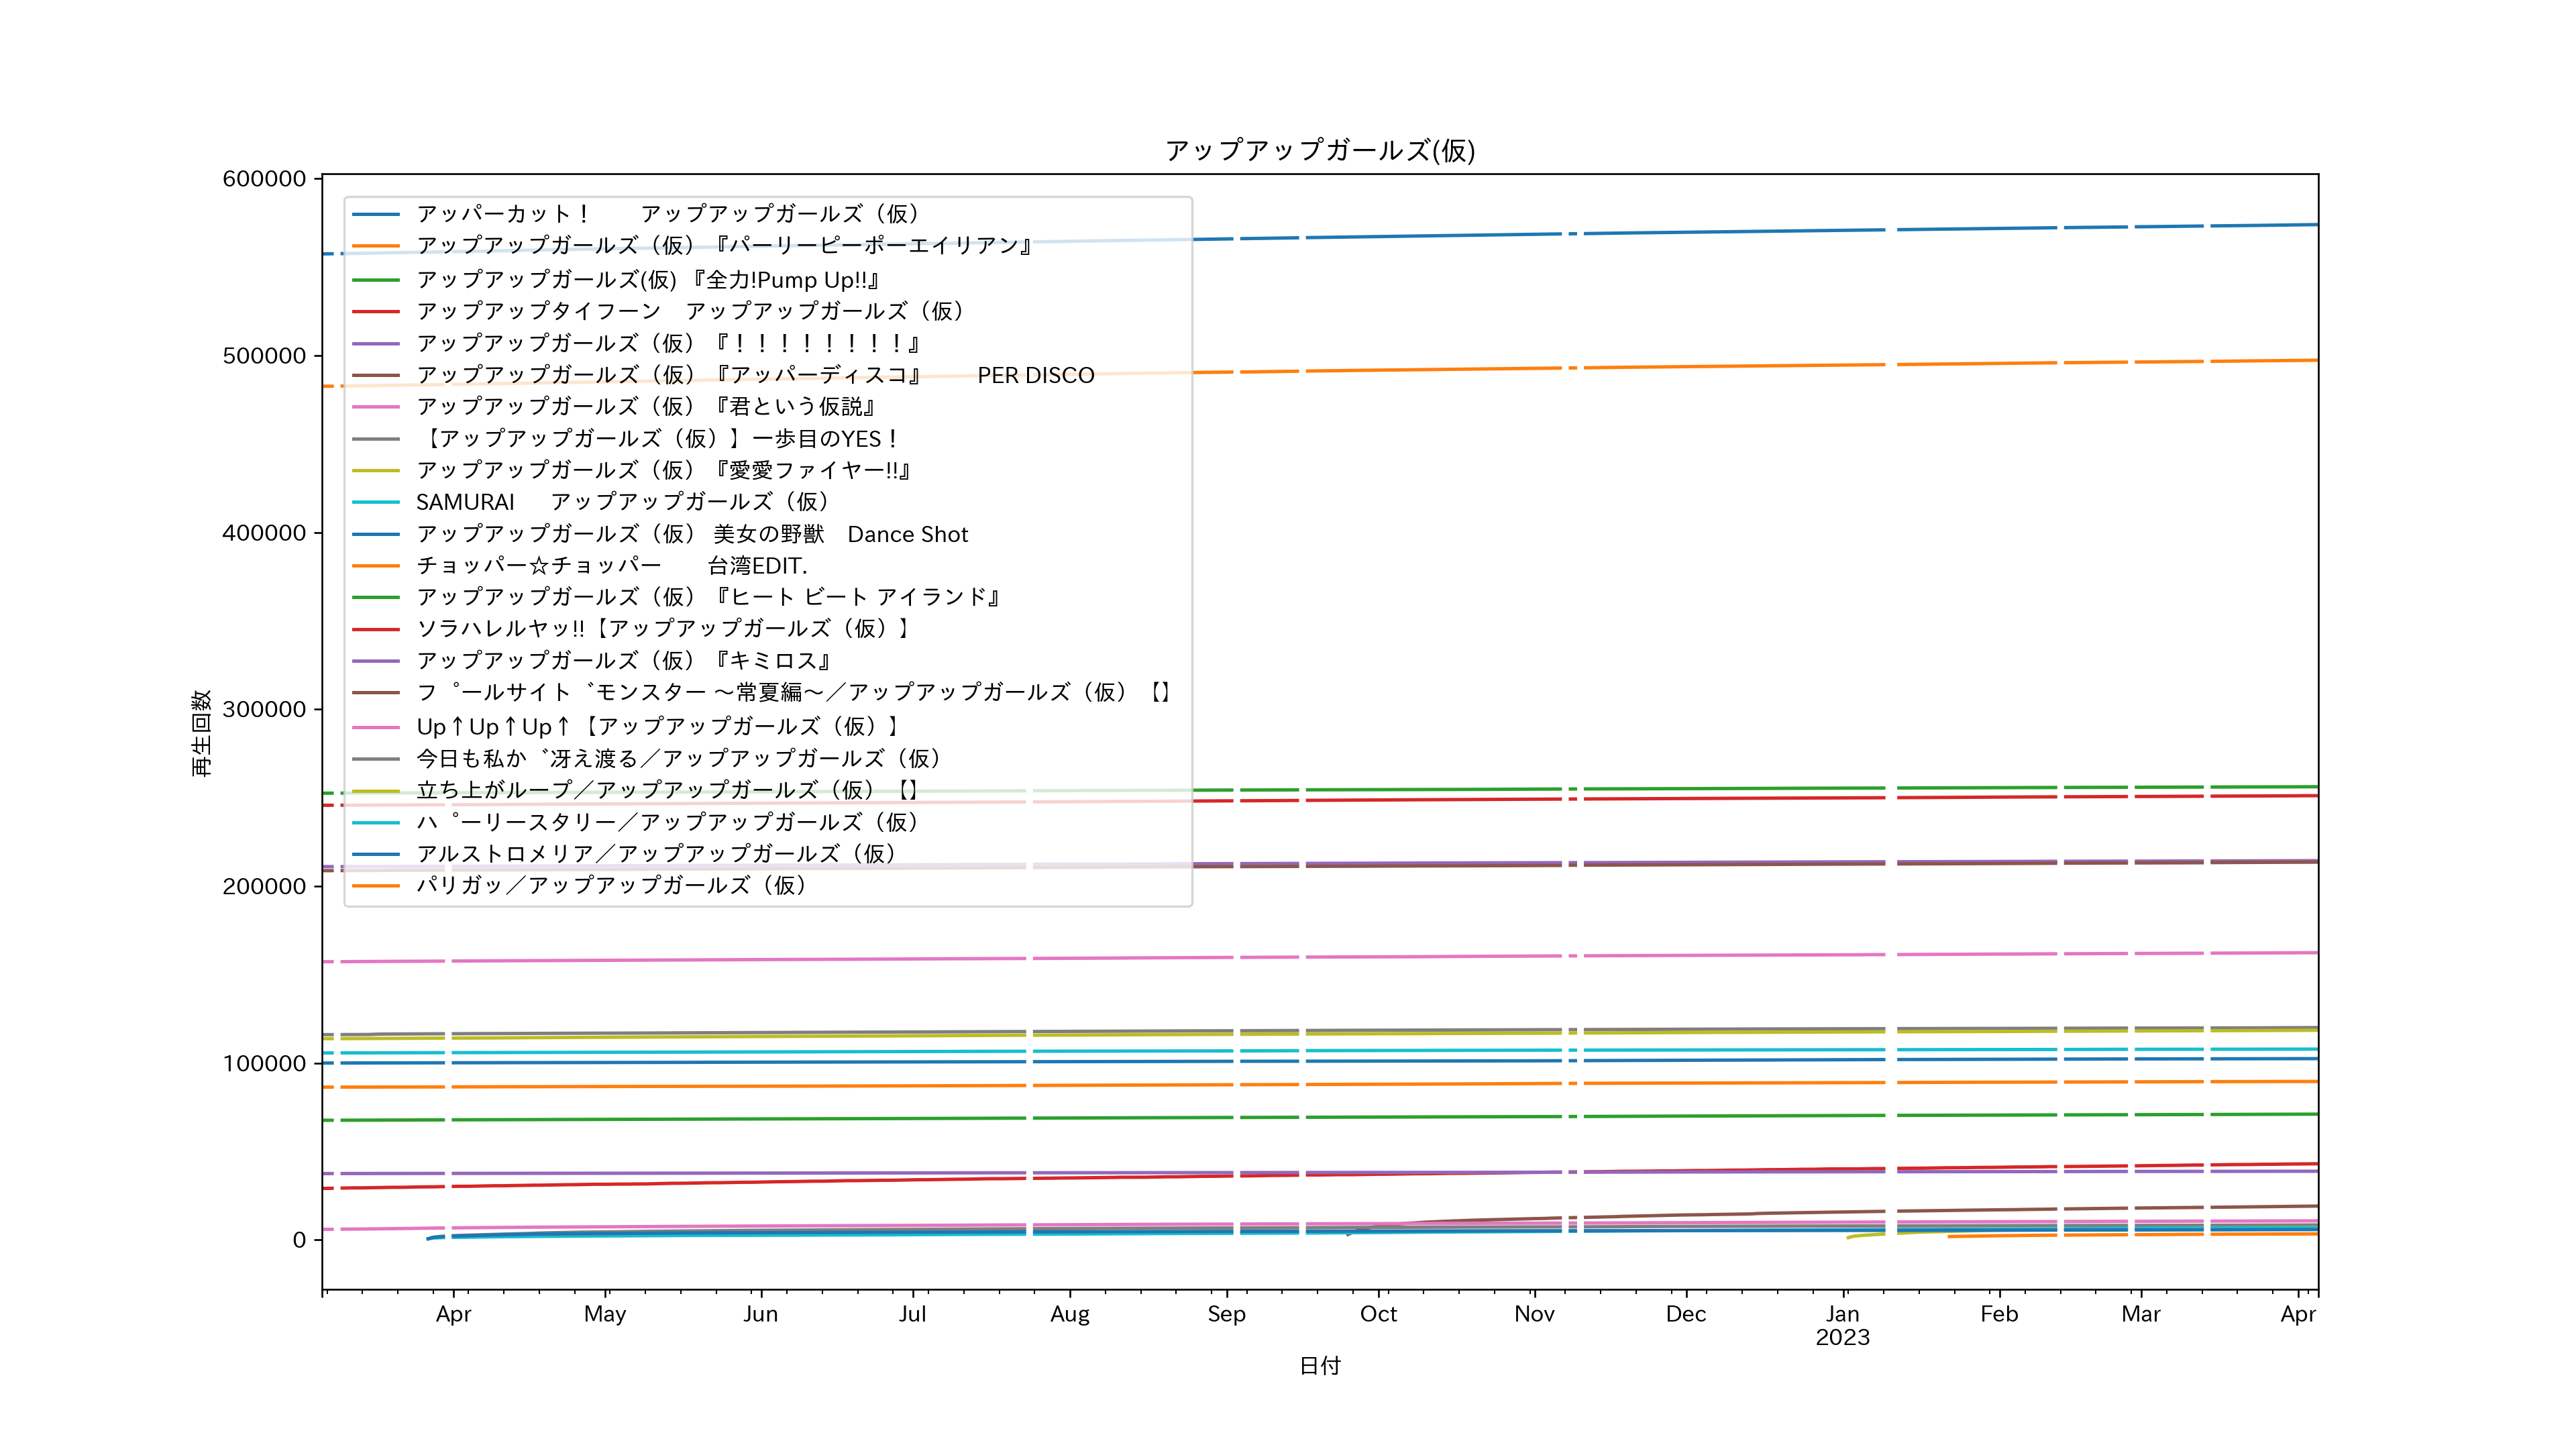 アップアップガールズ(仮)
600000
500000
400000
300000
200000
100000
0
再生回数
アッパーカット！　　アップアップガールズ（仮）
アップアップガールズ（仮）『パーリーピーポーエイリアン』
アップアップガールズ(仮) 『全力!Pump Up!!』
アップアップタイフーン　アップアップガールズ（仮）
アップアップガールズ（仮）『！！！！！！！！』
アップアップガールズ（仮）『アッパーディスコ』　　PER DISCO
アップアップガールズ（仮）『君という仮説』
【アップアップガールズ（仮）】一歩目のYES！
アップアップガールズ（仮）『愛愛ファイヤー!!』
SAMURAI　 アップアップガールズ（仮）
アップアップガールズ（仮） 美女の野獣　Dance Shot
チョッパー☆チョッパー　　台湾EDIT.
アップアップガールズ（仮）『ヒート ビート アイランド』
ソラハレルヤッ!!【アップアップガールズ（仮）】
アップアップガールズ（仮）『キミロス』
フ゜ールサイト゛モンスター 〜常夏編〜／アップアップガールズ（仮）【】
Up↑Up↑Up↑【アップアップガールズ（仮）】
今日も私か゛冴え渡る／アップアップガールズ（仮）
立ち上がループ／アップアップガールズ（仮）【】
ハ゜ーリースタリー／アップアップガールズ（仮）
アルストロメリア／アップアップガールズ（仮）
パリガッ／アップアップガールズ（仮）
Apr May Jun Jul Aug Sep Oct Nov Dec Jan Feb Mar Apr
2023
日付